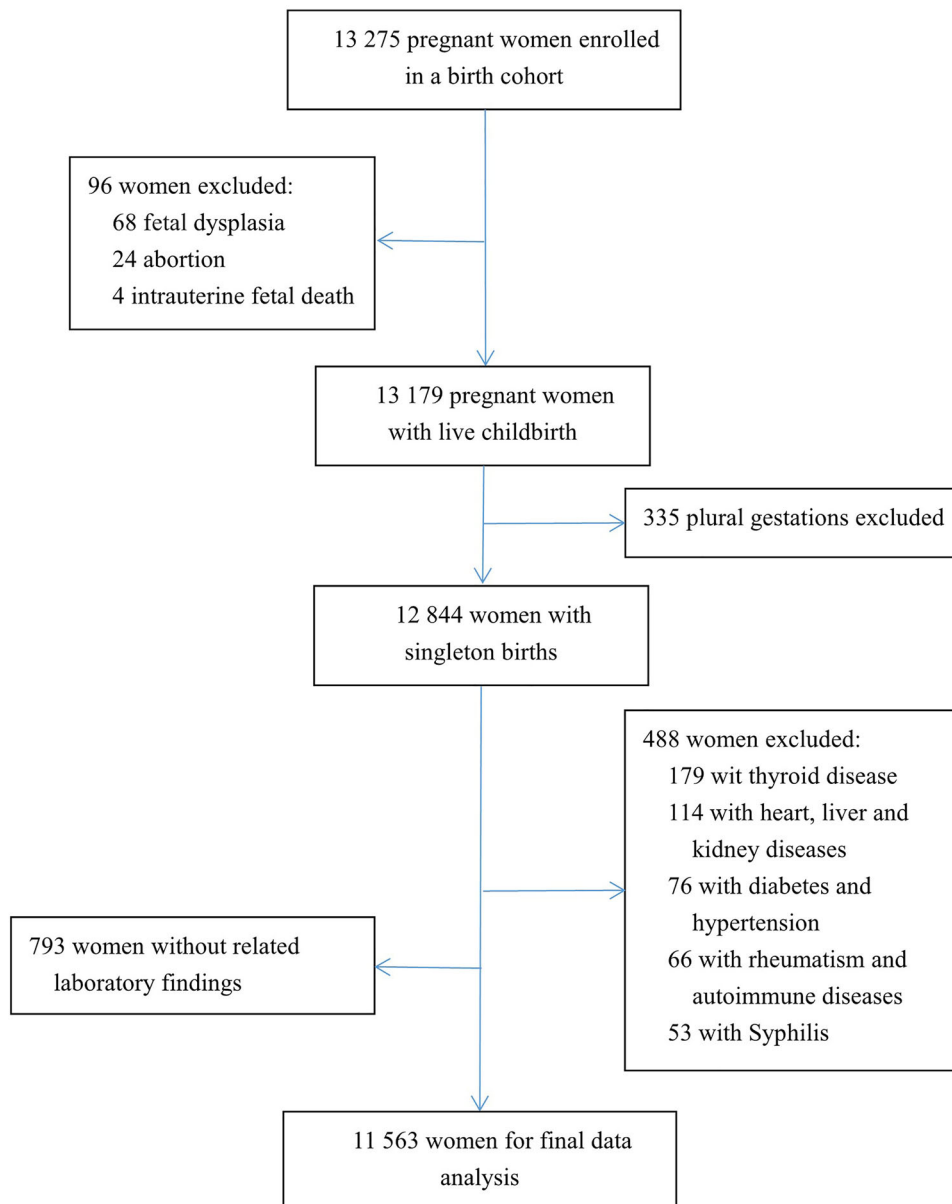 13 275 pregnant women enrolled
in a birth cohort
96 women excluded:
68 fetal dysplasia
24 abortion
4 intrauterine fetal death
13 179 pregnant women
with live childbirth
335 plural gestations excluded
12 844 women with
singleton births
488 women excluded:
179 wit thyroid disease
114 with heart, liver and
kidney diseases
76 with diabetes and
hypertension
66 with rheumatism and
autoimmune diseases
53 with Syphilis
793 women without related
laboratory findings
11 563 women for final data
analysis